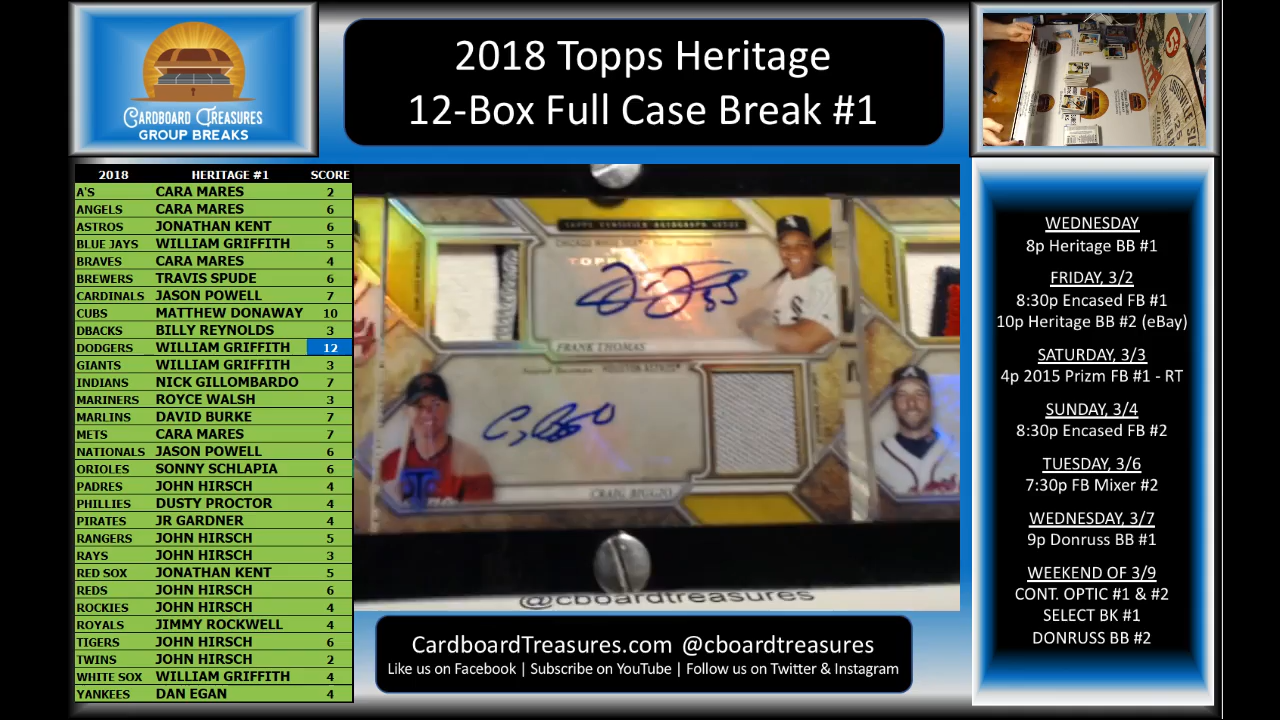 CARDBOARD TREASURES
GROUP BREAKS
2018 Topps Heritage
12-Box Full Case Break #1
2018 HERITAGE #1 SCORE
A'S CARA MARES 2
ANGELS CARA MARES 6
ASTROS JONATHAN KENT 6
BLUE JAYS WILLIAM GRIFFITH 5
BRAVES CARA MARES 4
BREWERS TRAVIS SPUDE 6
CARDINALS JASON POWELL 7
CUBS MATTHEW DONAWAY 10
DBACKS BILLY REYNOLDS 3
DODGERS WILLIAM GRIFFITH 12
GIANTS WILLIAM GRIFFITH 3
INDIANS NICK GILLOMBARDO 7
MARINERS ROYCE WALSH 3
MARLINS DAVID BURKE 7
METS CARA MARES 7
NATIONALS JASON POWELL 6
ORIOLES SONNY SCHLAPIA 6
PADRES JOHN HIRSCH 4
PHILLIES DUSTY PROCTOR 4
PIRATES JR GARDNER 4
RANGERS JOHN HIRSCH 5
RAYS JOHN HIRSCH 3
RED SOX JONATHAN KENT 5
REDS JOHN HIRSCH 6
ROCKIES JOHN HIRSCH 4
ROYALS JIMMY ROCKWELL 4
TIGERS JOHN HIRSCH 6
TWINS JOHN HIRSCH 2
WHITE SOX WILLIAM GRIFFITH 4
YANKEES DAN EGAN 4
TOPPS CERTIFIED AUTOGRAPH ISSUE
CHICAGO WHITE SOX
TOPPS
FRANK THOMAS
HOUSTON ASTROS
CRAIG BIGGIO
@cboardtreasures
CardboardTreasures.com @cboardtreasures
Like us on Facebook | Subscribe on YouTube | Follow us on Twitter & Instagram
WEDNESDAY
8p Heritage BB #1
FRIDAY, 3/2
8:30p Encased FB #1
10p Heritage BB #2 (eBay)
SATURDAY, 3/3
4p 2015 Prizm FB #1 - RT
SUNDAY, 3/4
8:30p Encased FB #2
TUESDAY, 3/6
7:30p FB Mixer #2
WEDNESDAY, 3/7
9p Donruss BB #1
WEEKEND OF 3/9
CONT. OPTIC #1 & #2
SELECT BK #1
DONRUSS BB #2